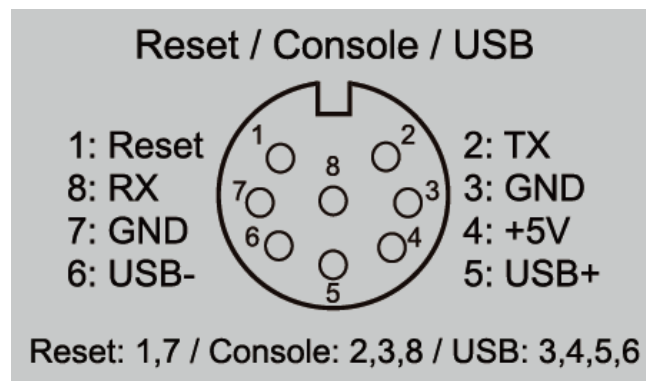 Reset / Console / USB
1: Reset
8: RX
7: GND
6: USB-
1
2
8
7
3
6
4
5
2: TX
3: GND
4: +5V
5: USB+
Reset: 1,7 / Console: 2,3,8 / USB: 3,4,5,6